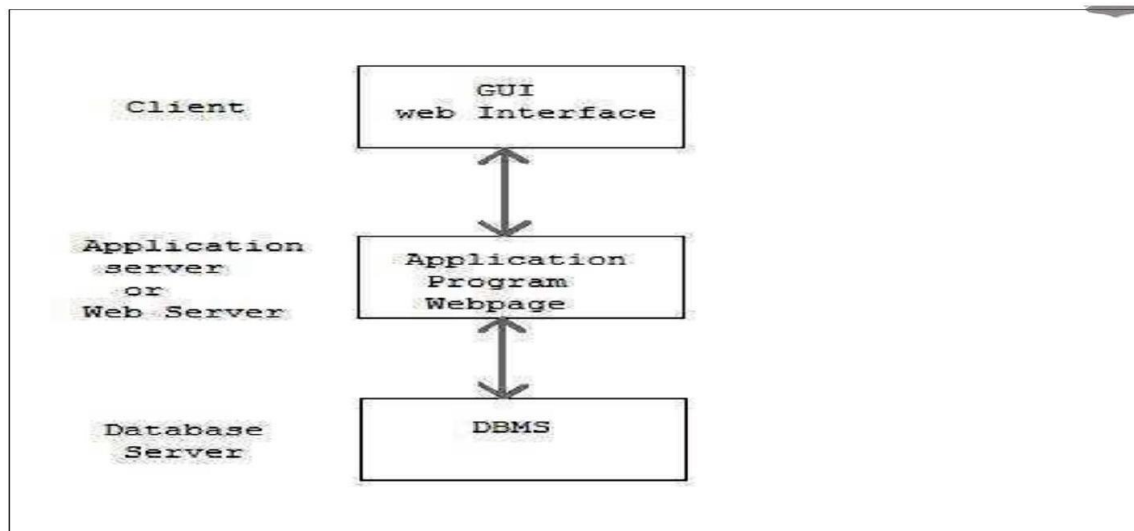 Client
GUI
web Interface
Application
server
or
Web Server
Application
Program
Webpage
Database
Server
DBMS